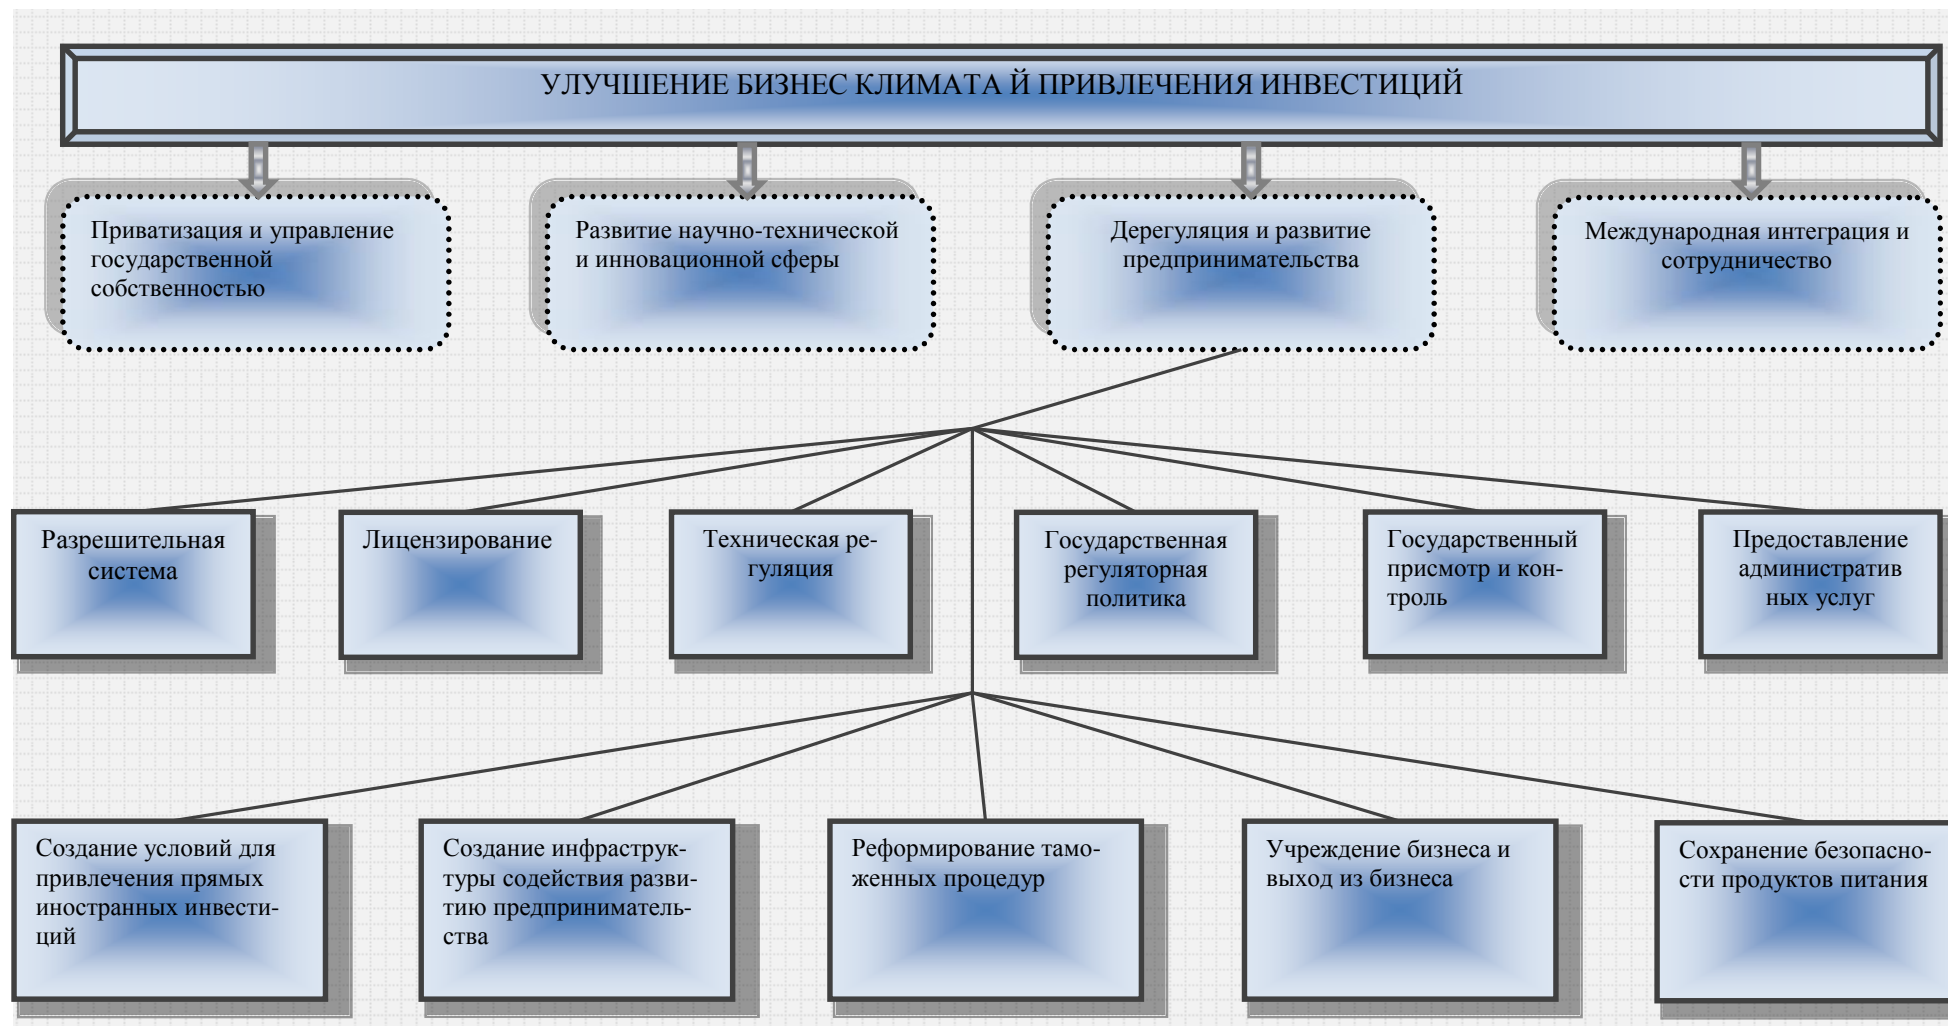 УЛУЧШЕНИЕ БИЗНЕС КЛИМАТА Й ПРИВЛЕЧЕНИЯ ИНВЕСТИЦИЙ
Приватизация и управление
государственной
собственностью
Развитие научно-технической
и инновационной сферы
Дерегуляция и развитие
предпринимательства
Международная интеграция и
сотрудничество
Разрешительная
система
Лицензирование
Техническая ре-
гуляция
Государственная
регуляторная
политика
Государственный
присмотр и кон-
троль
Предоставление
административ
ных услуг
Создание условий для
привлечения прямых
иностранных инвести-
ций
Создание инфраструк-
туры содействия разви-
тию предприниматель-
ства
Реформирование тамо-
женных процедур
Учреждение бизнеса и
выход из бизнеса
Сохранение безопасно-
сти продуктов питания